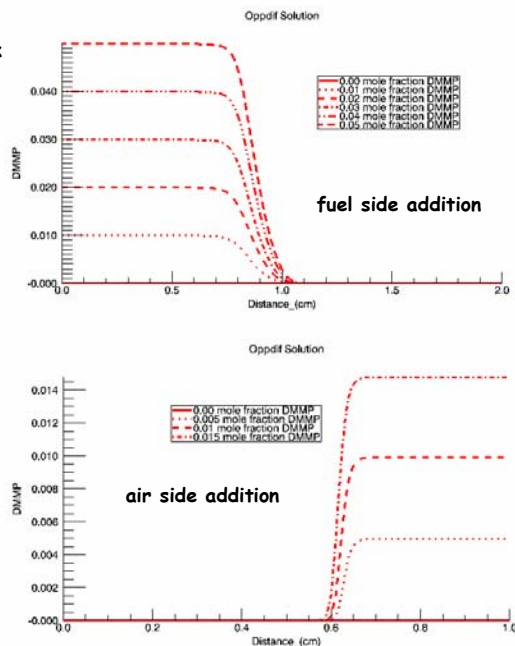 Oppdif Solution
0.00 mole fraction DMMP
0.01 mole fraction DMMP
0.02 mole fraction DMMP
0.03 mole fraction DMMP
0.04 mole fraction DMMP
0.05 mole fraction DMMP
fuel side addition
DMMP
0.040
0.030
0.020
0.010
-0.000
0.0 0.5 1.0 1.5 2.0
Distance_(cm)
Oppdif Solution
0.00 mole fraction DMMP
0.005 mole fraction DMMP
0.01 mole fraction DMMP
0.015 mole fraction DMMP
air side addition
DMMP
0.014
0.012
0.010
0.008
0.006
0.004
0.002
-0.000
0.0 0.2 0.4 0.6 0.8 1.0
Distance_(cm)